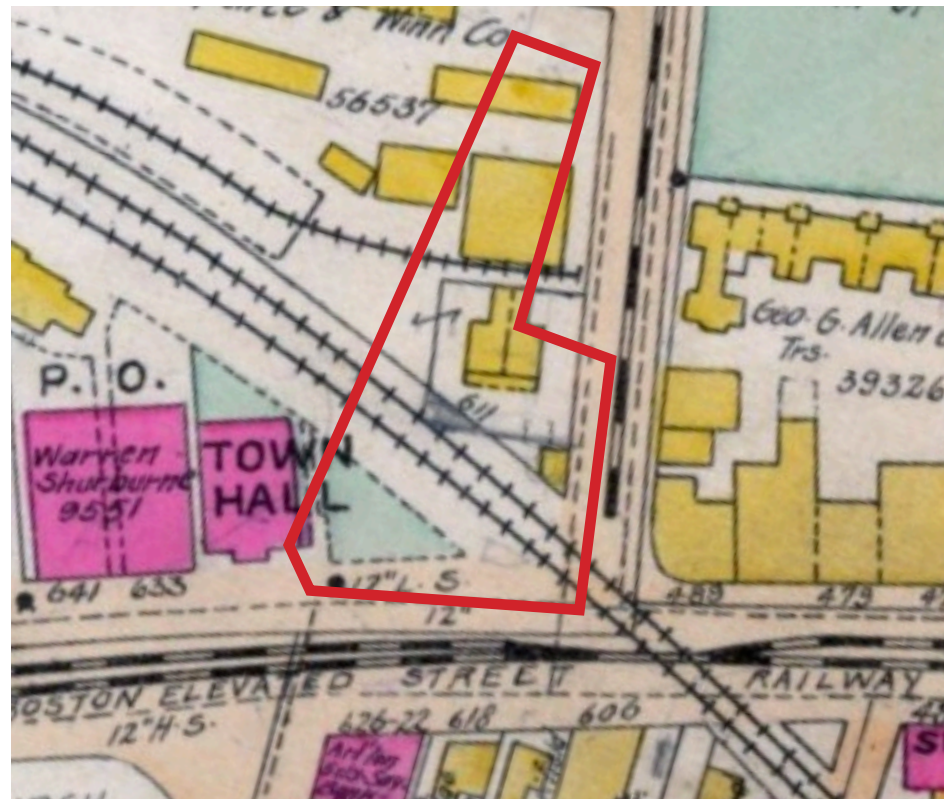 & Winn Co
56537
Geo. G. Allen
Trs.
39326
P. O.
611
Warren
Shurburne
9551
TOWN
HALL
641 633
12" L. S.
12"
489 473
BOSTON ELEVATED STREET RAILWAY
12" H. S.
626-22 618 606